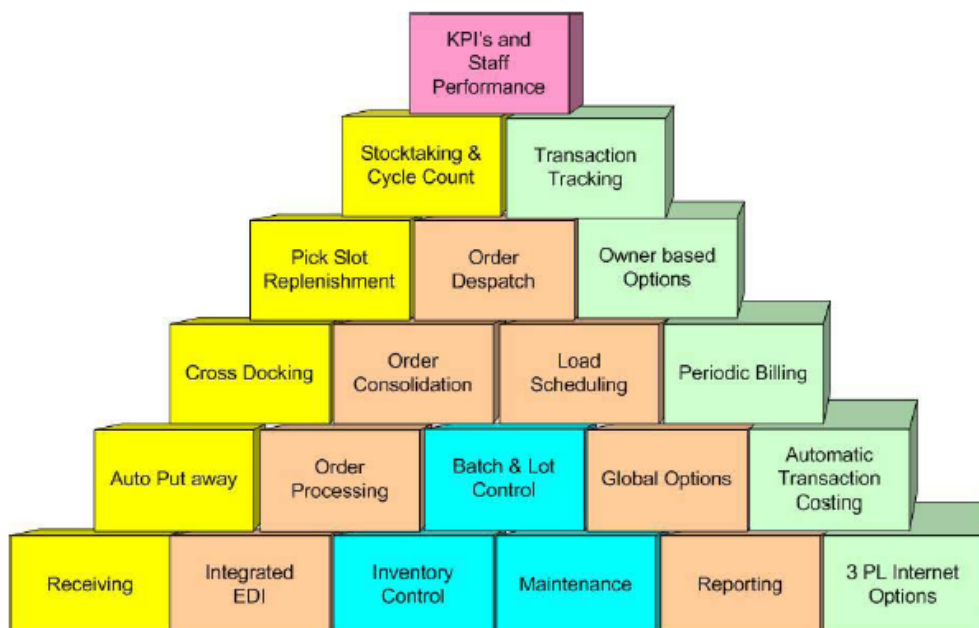 KPI's and
Staff
Performance
Stocktaking &
Cycle Count
Transaction
Tracking
Pick Slot
Replenishment
Order
Despatch
Owner based
Options
Cross Docking
Order
Consolidation
Load
Scheduling
Periodic Billing
Auto Put away
Order
Processing
Batch & Lot
Control
Global Options
Automatic
Transaction
Costing
Receiving
Integrated
EDI
Inventory
Control
Maintenance
Reporting
3 PL Internet
Options